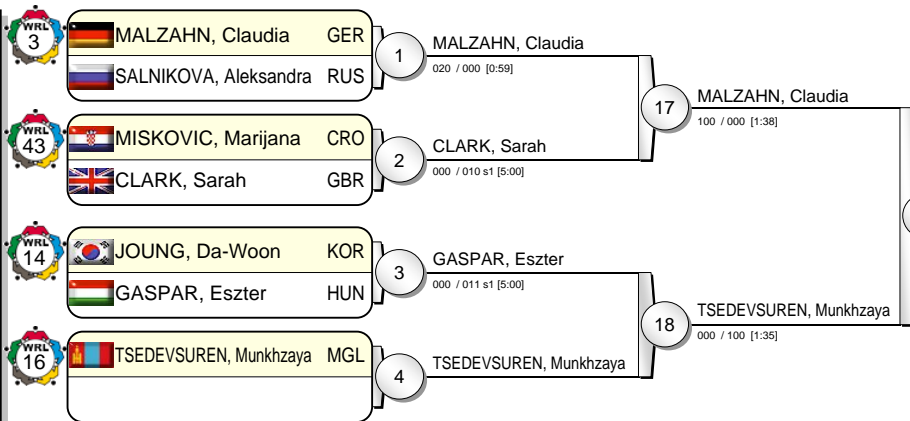 WRL
3
MALZAHN, Claudia GER
SALNIKOVA, Aleksandra RUS
1
MALZAHN, Claudia
020 / 000 [0:59]
WRL
43
MISKOVIC, Marijana CRO
CLARK, Sarah GBR
2
CLARK, Sarah
000 / 010 s1 [5:00]
17
MALZAHN, Claudia
100 / 000 [1:38]
WRL
14
JOUNG, Da-Woon KOR
GASPAR, Eszter HUN
3
GASPAR, Eszter
000 / 011 s1 [5:00]
WRL
16
TSEDEVSUREN, Munkhzaya MGL
4
TSEDEVSUREN, Munkhzaya
18
TSEDEVSUREN, Munkhzaya
000 / 100 [1:35]